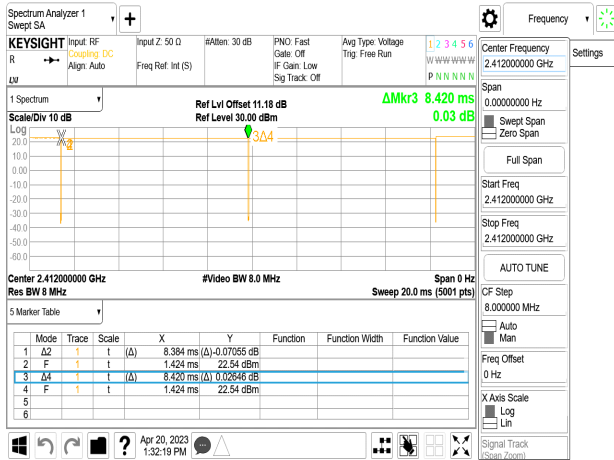 Spectrum Analyzer 1
Swept SA
Frequency
KEYSIGHT Input: RF Input Z: 50 Ω #Atten: 30 dB PNO: Fast Avg Type: Voltage 1 2 3 4 5 6
Coupling: DC Gate: Off Trig: Free Run
R Align: Auto Freq Ref: Int (S) IF Gain: Low W W W W W W
Sig Track: Off P N N N N N
LXI
1 Spectrum
Ref Lvl Offset 11.18 dB ΔMkr3 8.420 ms
Scale/Div 10 dB Ref Level 30.00 dBm 0.03 dB
Log
3Δ4
20.0
10.0
0.00
-10.0
-20.0
-30.0
-40.0
-50.0
-60.0
Center 2.412000000 GHz #Video BW 8.0 MHz Span 0 Hz
Res BW 8 MHz Sweep 20.0 ms (5001 pts)
5 Marker Table
Mode Trace Scale X Y Function Function Width Function Value
1 Δ2 1 t (Δ) 8.384 ms (Δ) -0.07055 dB
2 F 1 t 1.424 ms 22.54 dBm
3 Δ4 1 t (Δ) 8.420 ms (Δ) 0.02646 dB
4 F 1 t 1.424 ms 22.54 dBm
5
6
Apr 20, 2023
1:32:19 PM
Center Frequency
2.412000000 GHz
Settings
Span
0.00000000 Hz
Swept Span
Zero Span
Full Span
Start Freq
2.412000000 GHz
Stop Freq
2.412000000 GHz
AUTO TUNE
CF Step
8.000000 MHz
Auto
Man
Freq Offset
0 Hz
X Axis Scale
Log
Lin
Signal Track
(Span Zoom)